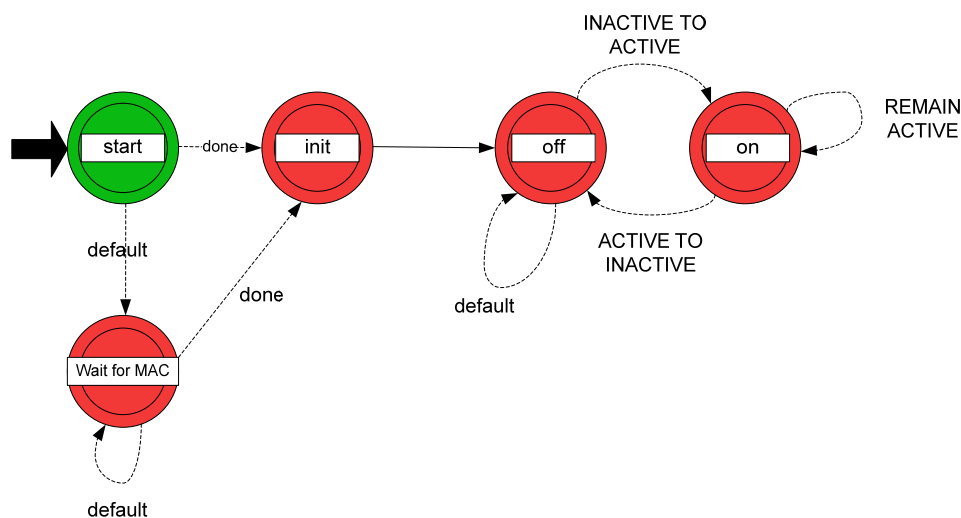 INACTIVE TO
ACTIVE
start
done
init
off
on
REMAIN
ACTIVE
default
done
ACTIVE TO
INACTIVE
default
Wait for MAC
default